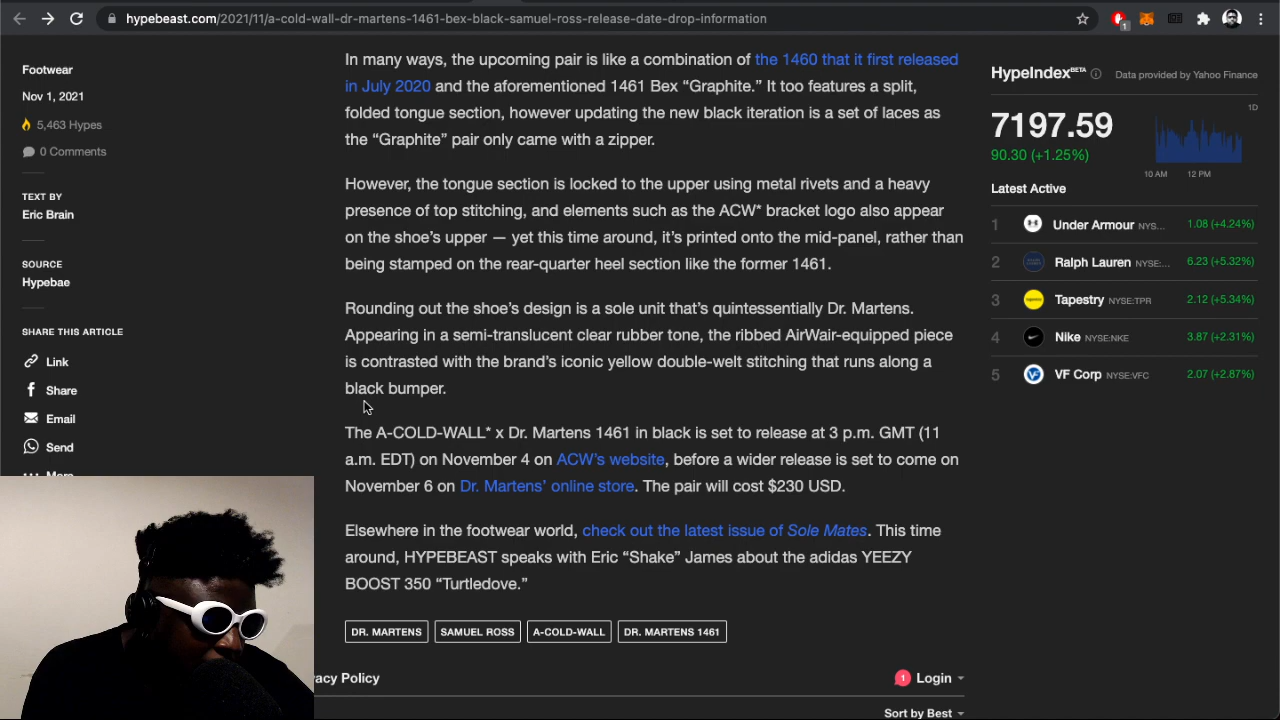 hypebeast.com/2021/11/a-cold-wall-dr-martens-1461-bex-black-samuel-ross-release-date-drop-information
1
Footwear
Nov 1, 2021
5,463 Hypes
0 Comments
TEXT BY
Eric Brain
SOURCE
Hypebae
SHARE THIS ARTICLE
Link
Share
Email
Send
More
In many ways, the upcoming pair is like a combination of the 1460 that it first released
in July 2020 and the aforementioned 1461 Bex “Graphite.” It too features a split,
folded tongue section, however updating the new black iteration is a set of laces as
the “Graphite” pair only came with a zipper.
However, the tongue section is locked to the upper using metal rivets and a heavy
presence of top stitching, and elements such as the ACW* bracket logo also appear
on the shoe’s upper — yet this time around, it’s printed onto the mid-panel, rather than
being stamped on the rear-quarter heel section like the former 1461.
Rounding out the shoe’s design is a sole unit that’s quintessentially Dr. Martens.
Appearing in a semi-translucent clear rubber tone, the ribbed AirWair-equipped piece
is contrasted with the brand’s iconic yellow double-welt stitching that runs along a
black bumper.
The A-COLD-WALL* x Dr. Martens 1461 in black is set to release at 3 p.m. GMT (11
a.m. EDT) on November 4 on ACW’s website, before a wider release is set to come on
November 6 on Dr. Martens’ online store. The pair will cost $230 USD.
Elsewhere in the footwear world, check out the latest issue of Sole Mates. This time
around, HYPEBEAST speaks with Eric “Shake” James about the adidas YEEZY
BOOST 350 “Turtledove.”
DR. MARTENS
SAMUEL ROSS
A-COLD-WALL
DR. MARTENS 1461
acy Policy
1 Login
Sort by Best
HypeIndex BETA
Data provided by Yahoo Finance
1D
7197.59
90.30 (+1.25%)
10 AM 12 PM
Latest Active
1 Under Armour NYS... 1.08 (+4.24%)
2 Ralph Lauren NYSE:... 6.23 (+5.32%)
3 Tapestry NYSE:TPR 2.12 (+5.34%)
4 Nike NYSE:NKE 3.87 (+2.31%)
5 VF Corp NYSE:VFC 2.07 (+2.87%)